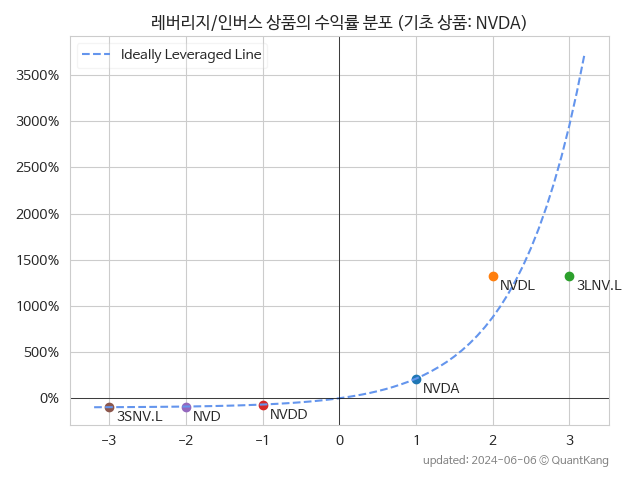 레버리지/인버스 상품의 수익률 분포 (기초 상품: NVDA)
Ideally Leveraged Line
3500%
3000%
2500%
2000%
1500%
1000%
500%
0%
NVDL
3LNV.L
NVDA
3SNV.L
NVD
NVDD
−3
−2
−1
0
1
2
3
updated: 2024-06-06 © QuantKang